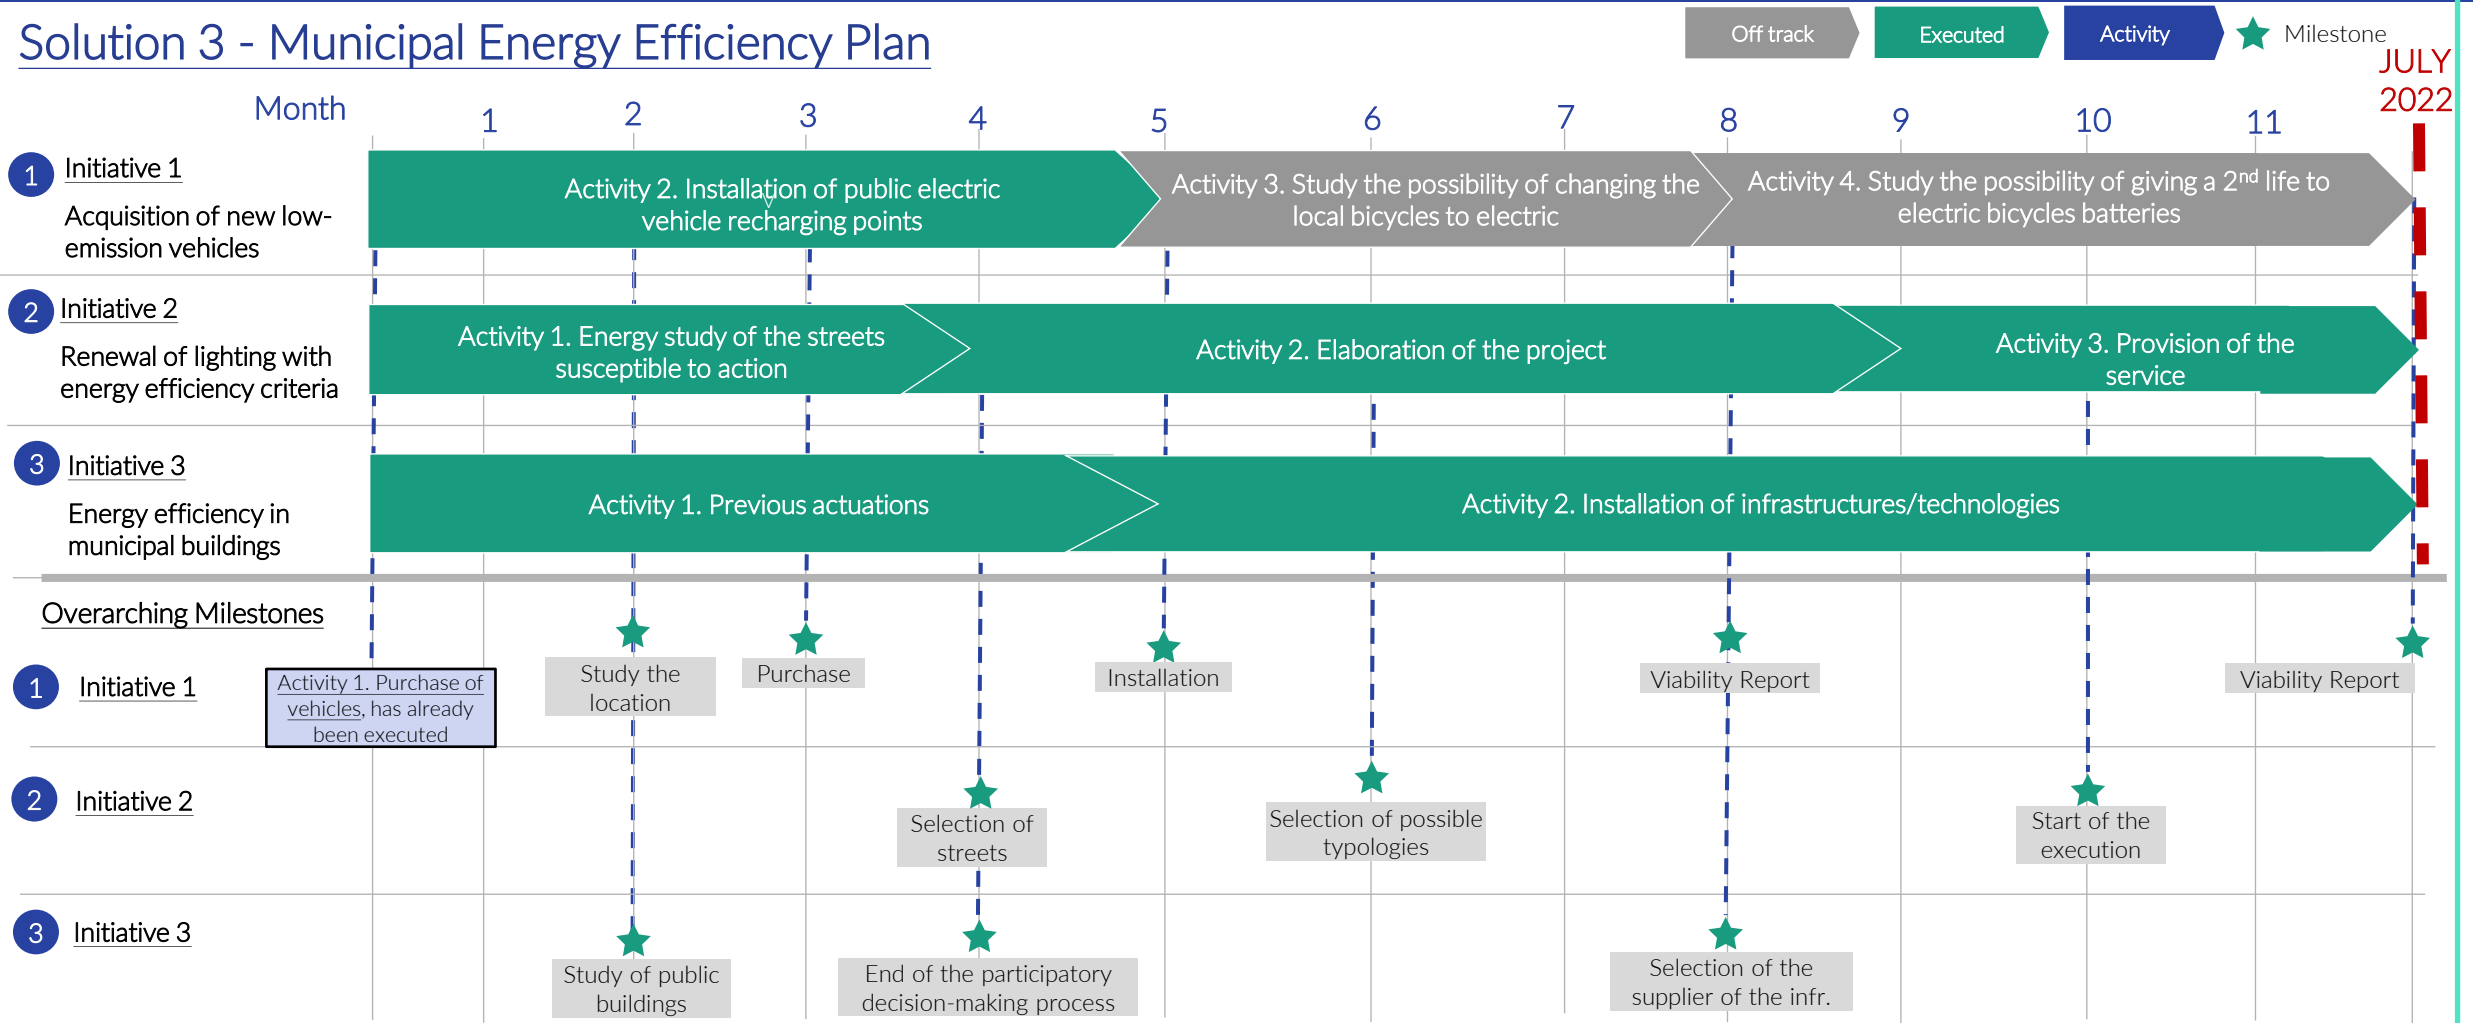 Solution 3 - Municipal Energy Efficiency Plan
Off track
Executed
Activity
Milestone
JULY
2022
Month
1
2
3
4
5
6
7
8
9
10
11
1
Initiative 1
Acquisition of new low-
emission vehicles
Activity 2. Installation of public electric
vehicle recharging points
Activity 3. Study the possibility of changing the
local bicycles to electric
Activity 4. Study the possibility of giving a 2nd life to
electric bicycles batteries
2
Initiative 2
Renewal of lighting with
energy efficiency criteria
Activity 1. Energy study of the streets
susceptible to action
Activity 2. Elaboration of the project
Activity 3. Provision of the
service
3
Initiative 3
Energy efficiency in
municipal buildings
Activity 1. Previous actuations
Activity 2. Installation of infrastructures/technologies
Overarching Milestones
1
Initiative 1
Activity 1. Purchase of
vehicles, has already
been executed
Study the
location
Purchase
Installation
Viability Report
Viability Report
2
Initiative 2
Selection of
streets
Selection of possible
typologies
Start of the
execution
3
Initiative 3
Study of public
buildings
End of the participatory
decision-making process
Selection of the
supplier of the infr.